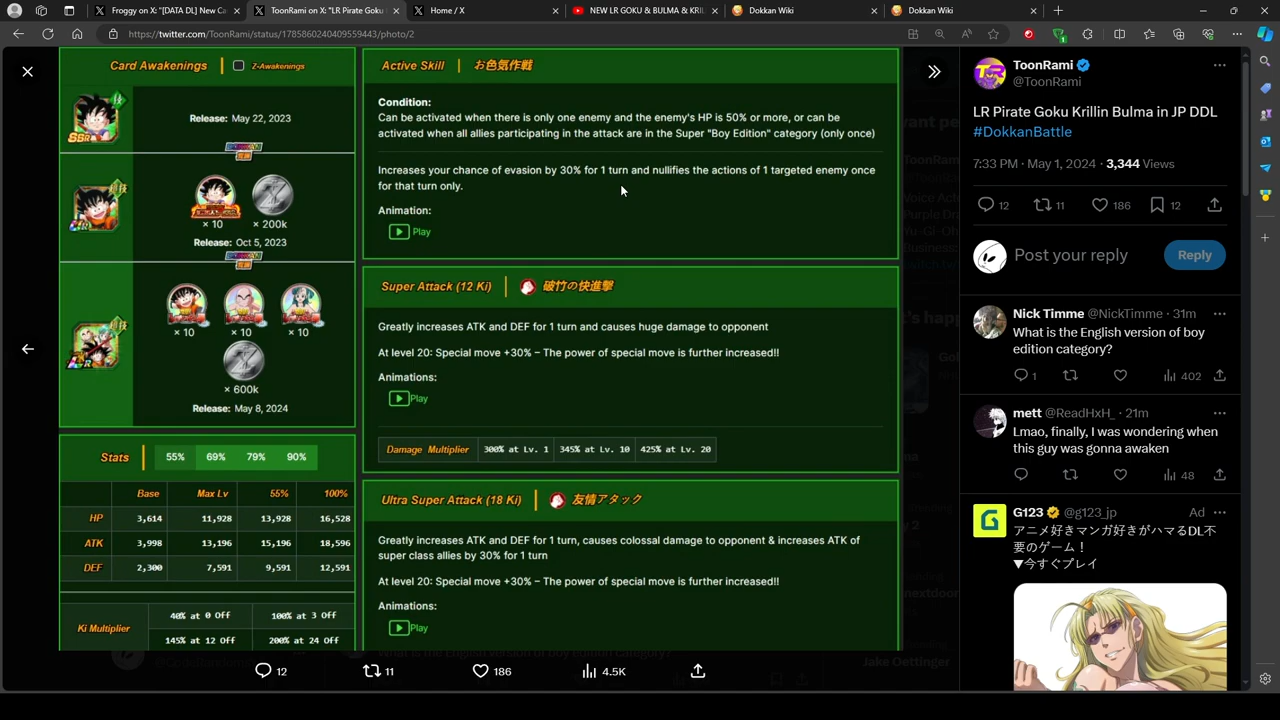 Froggy on X: "[DATA DL] New Ca
ToonRami on X: "LR Pirate Goku
Home / X
NEW LR GOKU & BULMA & KRIL
Dokkan Wiki
Dokkan Wiki
https://twitter.com/ToonRami/status/1785860240409559443/photo/2
Card Awakenings
Z-Awakenings
Release: May 22, 2023
× 10
× 200k
Release: Oct 5, 2023
× 10
× 10
× 10
× 600k
Release: May 8, 2024
Stats
55%
69%
79%
90%
Base
Max Lv
55%
100%
HP
3,614
11,928
13,928
16,528
ATK
3,998
13,196
15,196
18,596
DEF
2,300
7,591
9,591
12,591
Ki Multiplier
40% at 0 Off
100% at 3 Off
145% at 12 Off
200% at 24 Off
Active Skill
お色気作戦
Condition:
Can be activated when there is only one enemy and the enemy's HP is 50% or more, or can be
activated when all allies participating in the attack are in the Super "Boy Edition" category (only once)
Increases your chance of evasion by 30% for 1 turn and nullifies the actions of 1 targeted enemy once
for that turn only.
Animation:
Play
Super Attack (12 Ki)
破竹の快進撃
Greatly increases ATK and DEF for 1 turn and causes huge damage to opponent
At level 20: Special move +30% – The power of special move is further increased!!
Animations:
Play
Damage Multiplier
300% at Lv. 1
345% at Lv. 10
425% at Lv. 20
Ultra Super Attack (18 Ki)
友情アタック
Greatly increases ATK and DEF for 1 turn, causes colossal damage to opponent & increases ATK of
super class allies by 30% for 1 turn
At level 20: Special move +30% – The power of special move is further increased!!
Animations:
Play
12
11
186
4.5K
Jake Oettinger
ToonRami
@ToonRami
LR Pirate Goku Krillin Bulma in JP DDL
#DokkanBattle
7:33 PM · May 1, 2024 · 3,344 Views
12
11
186
12
Post your reply
Reply
Nick Timme @NickTimme · 31m
What is the English version of boy
edition category?
1
402
mett @ReadHxH_ · 21m
Lmao, finally, I was wondering when
this guy was gonna awaken
48
G123 @g123_jp
Ad
アニメ好きマンガ好きがハマるDL不
要のゲーム！
▼今すぐプレイ